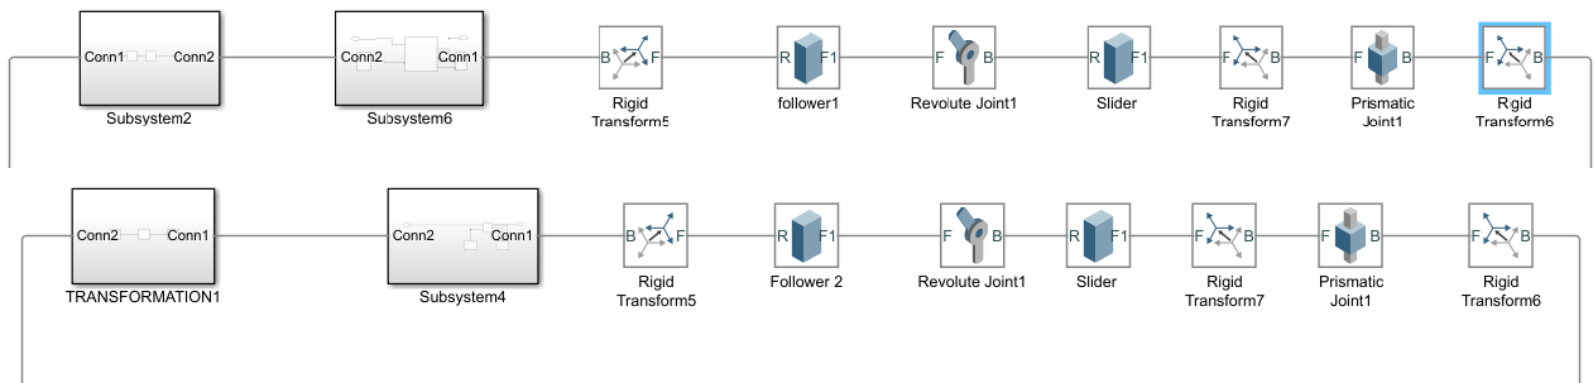 Conn1 Conn2 Conn2 Conn1 B F R F1 F B R F1 F B F B F B
Subsystem2 Subsystem6 Rigid Transform5 follower1 Revolute Joint1 Slider Rigid Transform7 Prismatic Joint1 Rigid Transform6
Conn2 Conn1 Conn2 Conn1 B F R F1 F B R F1 F B F B F B
TRANSFORMATION1 Subsystem4 Rigid Transform5 Follower 2 Revolute Joint1 Slider Rigid Transform7 Prismatic Joint1 Rigid Transform6